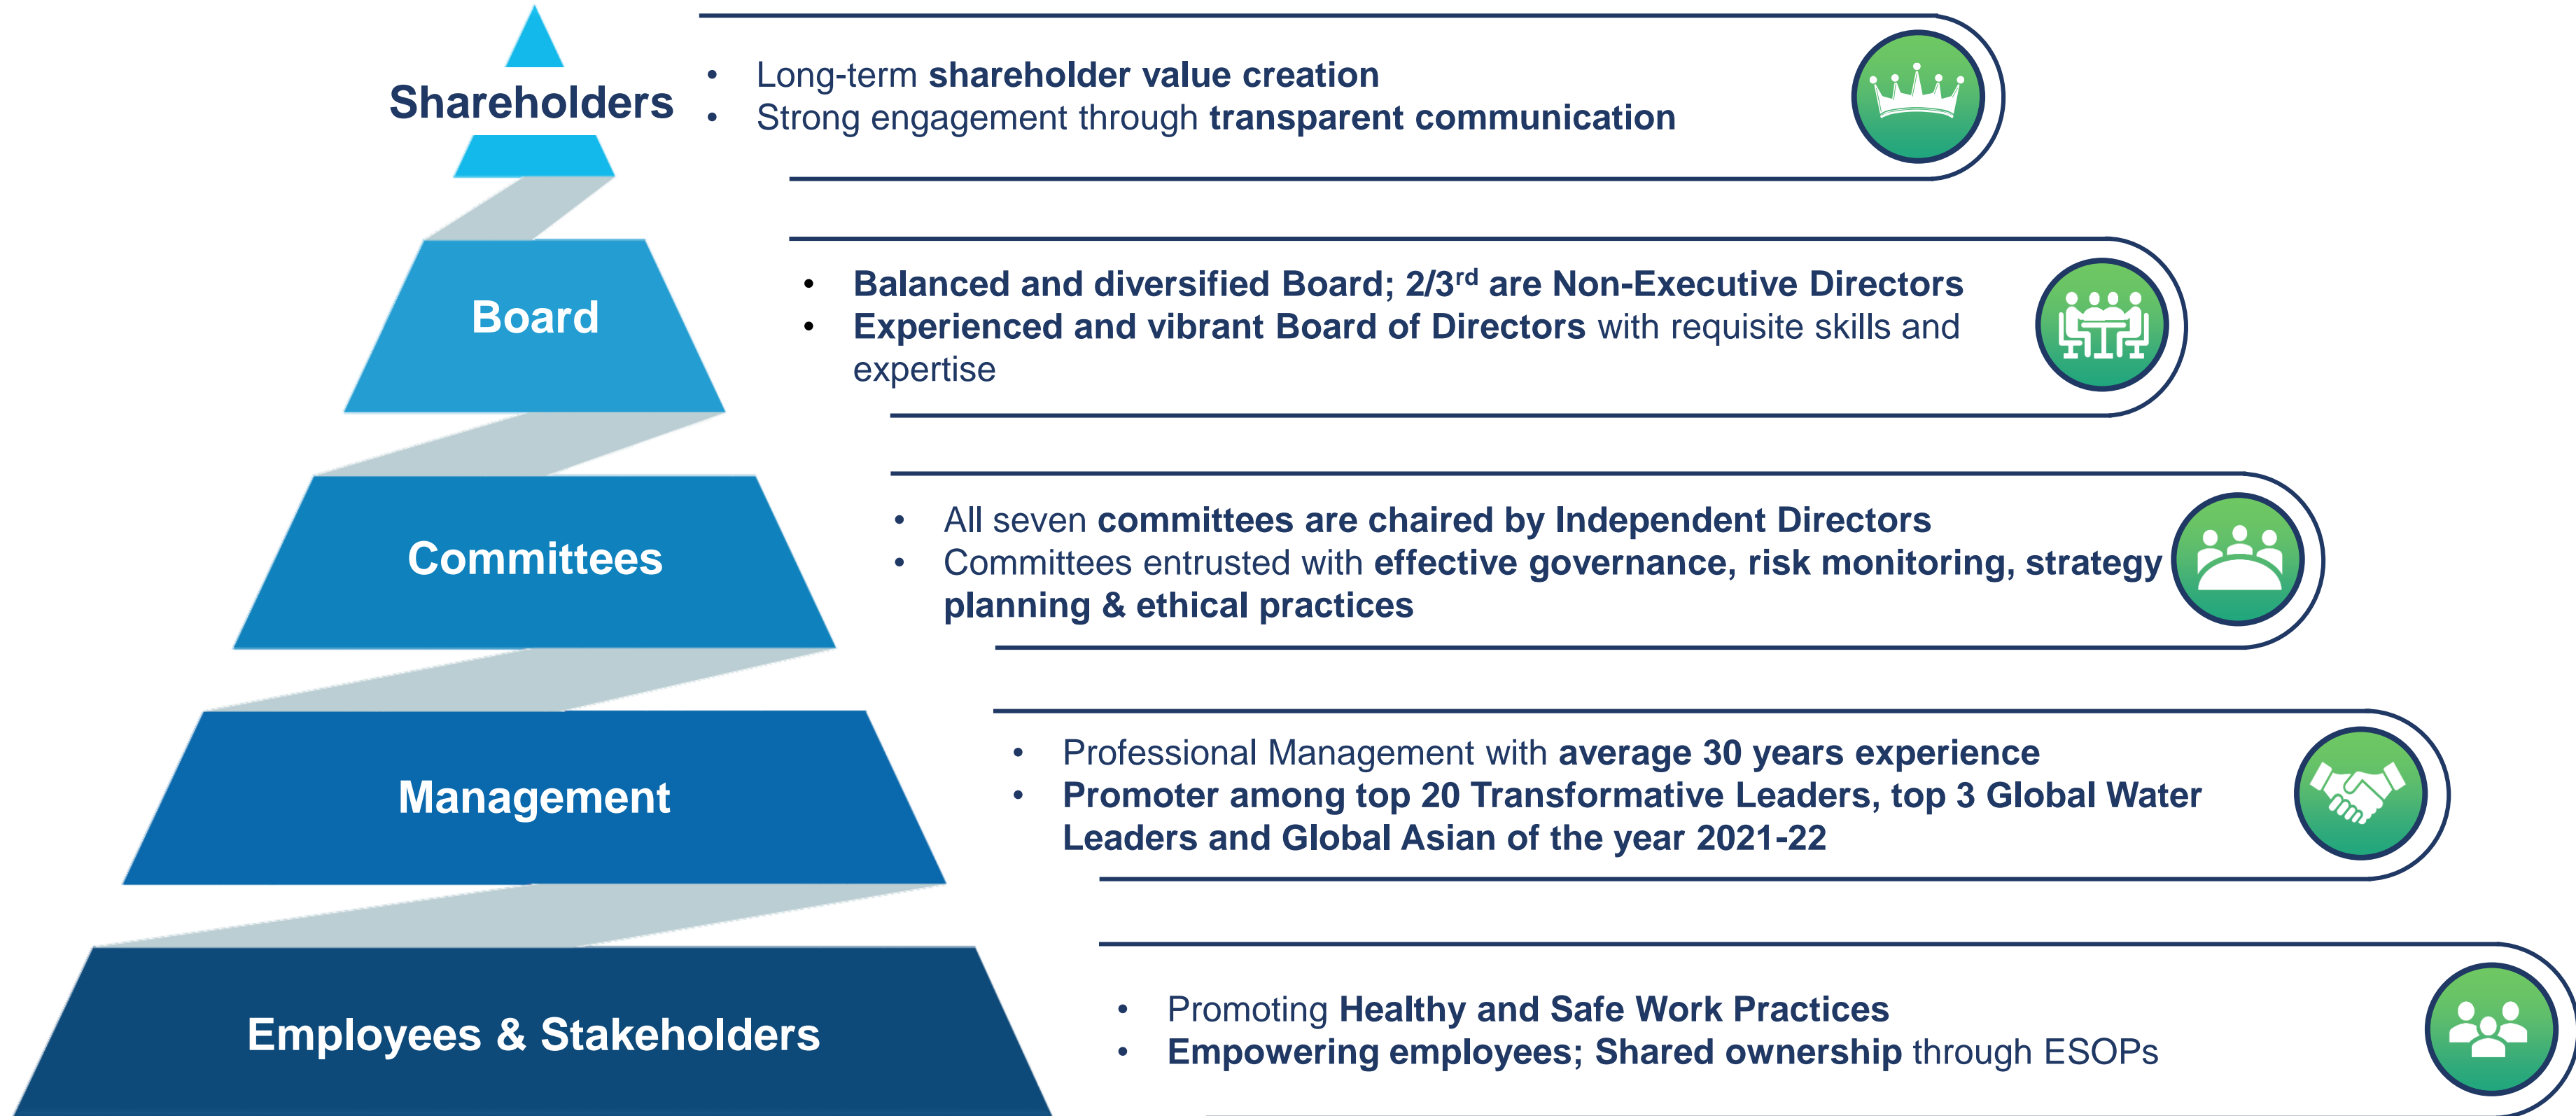 Shareholders
• Long-term shareholder value creation
• Strong engagement through transparent communication
Board
• Balanced and diversified Board; 2/3rd are Non-Executive Directors
• Experienced and vibrant Board of Directors with requisite skills and
expertise
Committees
• All seven committees are chaired by Independent Directors
• Committees entrusted with effective governance, risk monitoring, strategy
planning & ethical practices
Management
• Professional Management with average 30 years experience
• Promoter among top 20 Transformative Leaders, top 3 Global Water
Leaders and Global Asian of the year 2021-22
Employees & Stakeholders
• Promoting Healthy and Safe Work Practices
• Empowering employees; Shared ownership through ESOPs